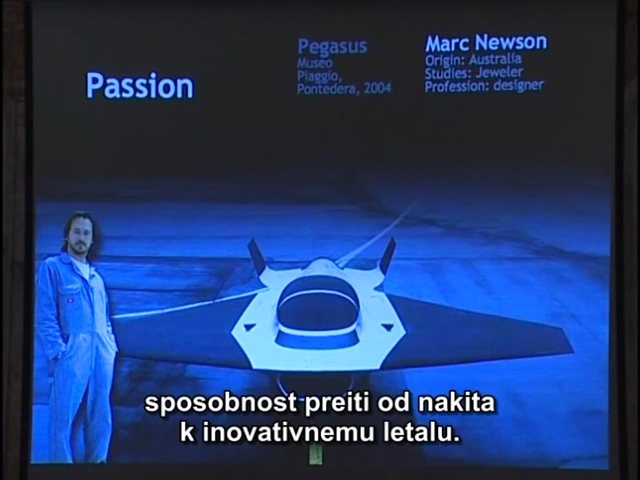 Passion
Pegasus
Museo
Piaggio,
Pontedera, 2004
Marc Newson
Origin: Australia
Studies: Jeweler
Profession: designer
sposobnost preiti od nakita
k inovativnemu letalu.